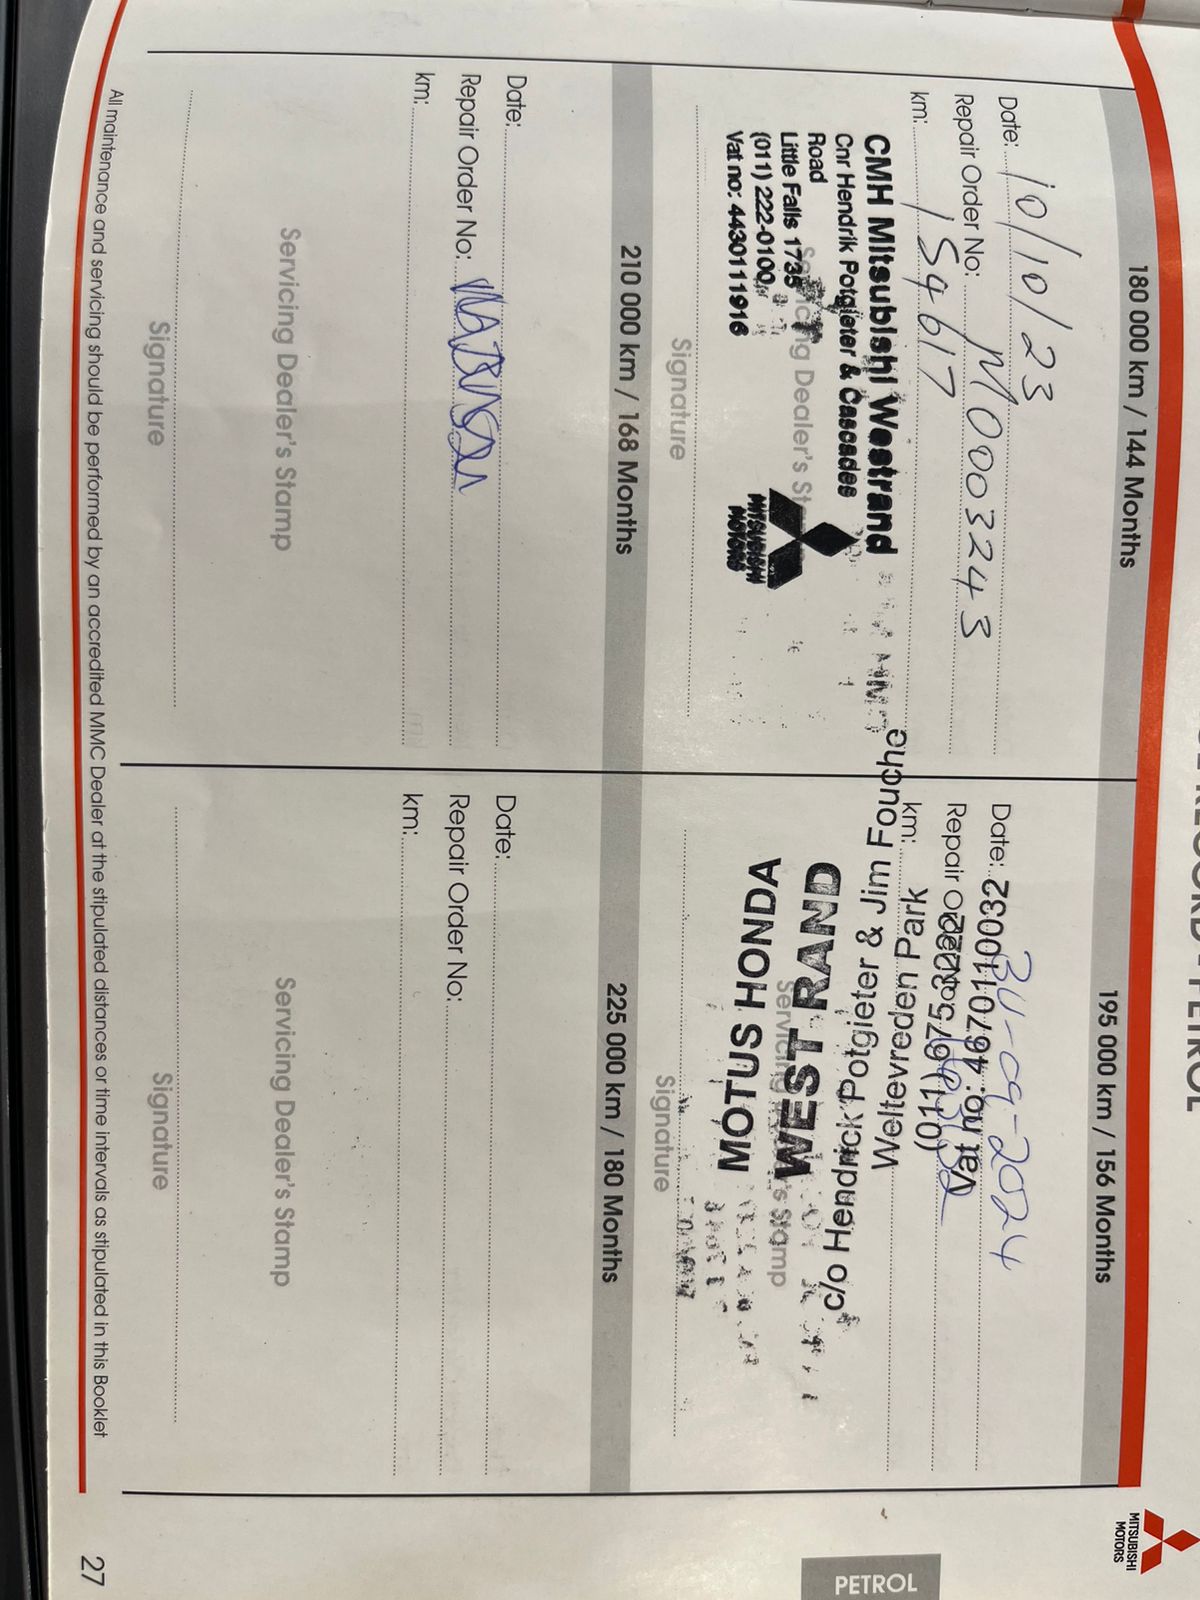 180 000 km / 144 Months
Date: 10/10/23
Repair Order No: M0003243
km: 154617
CMH Mitsubishi Westrand
Cnr Hendrik Potgieter & Cascades
Road
Little Falls 1735
(011) 222-0100
Vat no: 4430111916
MITSUBISHI
MOTORS
Servicing Dealer's Stamp
Signature
195 000 km / 156 Months
Date: 30-09-2024
Repair Order No:
km:
Vat no: 4970110032
(011) 675
Weltevreden Park
c/o Hendrick Potgieter & Jim Fouche
WEST RAND
MOTUS HONDA
Servicing Dealer's Stamp
Signature
210 000 km / 168 Months
Date:
Repair Order No:
km:
Servicing Dealer's Stamp
Signature
225 000 km / 180 Months
Date:
Repair Order No:
km:
Servicing Dealer's Stamp
Signature
All maintenance and servicing should be performed by an accredited MMC Dealer at the stipulated distances or time intervals as stipulated in this Booklet
27
MITSUBISHI
MOTORS
PETROL